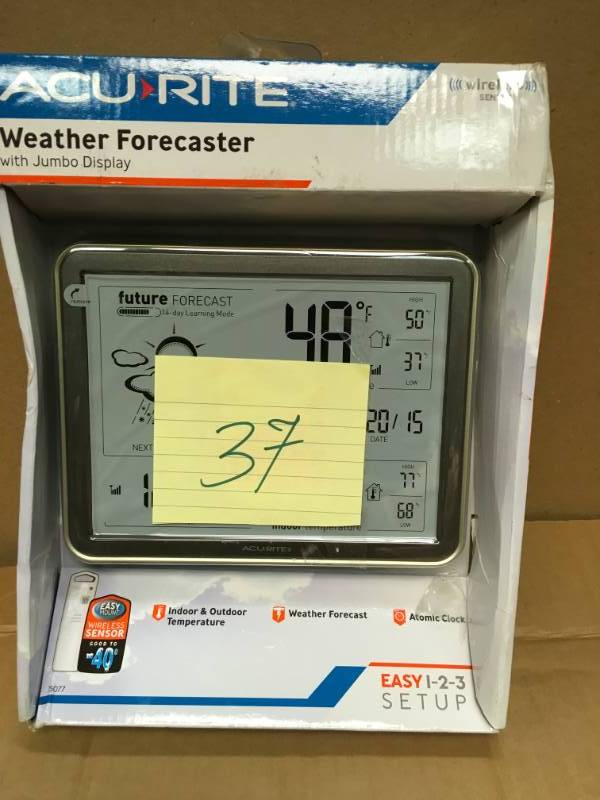 ACU RITE
Weather Forecaster
with Jumbo Display
future FORECAST
14-day Learning Mode
48°F
HIGH
50°
37°
LOW
37
NEXT
20/15
DATE
HIGH
77°
68°
LOW
indoor temperature
ACURITE
EASY
MOUNT
WIRELESS
SENSOR
GOOD TO
-40°
Indoor & Outdoor
Temperature
Weather Forecast
Atomic Clock
EASY 1-2-3
SETUP